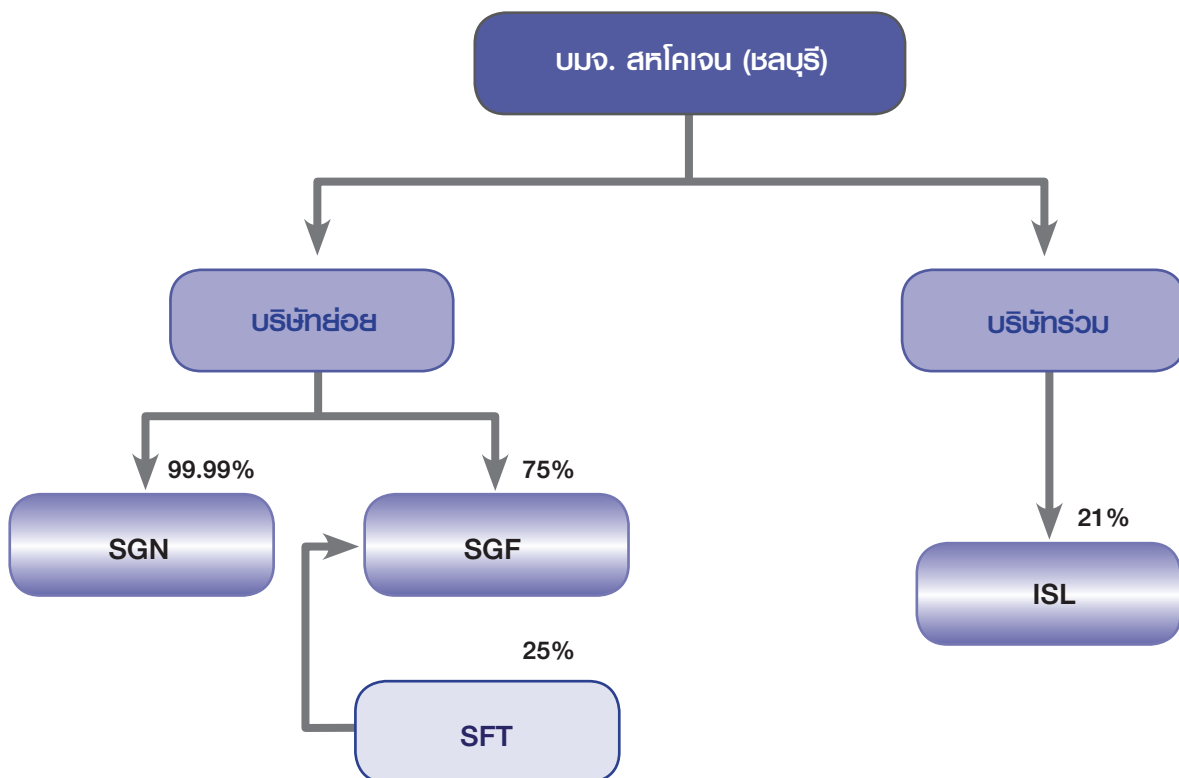 บมจ. สหโคเจน (ชลบุรี)
บริษัทย่อย
บริษัทร่วม
99.99%
75%
SGN
SGF
21%
ISL
25%
SFT